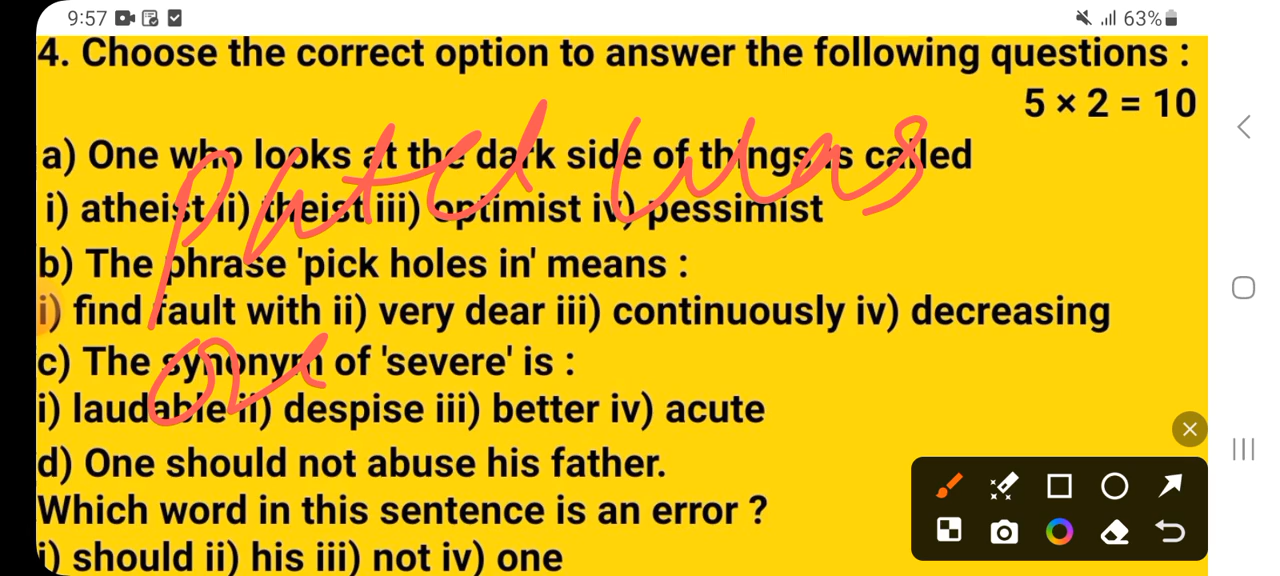 9:57 63%
4. Choose the correct option to answer the following questions :
5 × 2 = 10
a) One who looks at the dark side of things is called
i) atheist ii) theist iii) optimist iv) pessimist
b) The phrase 'pick holes in' means :
i) find fault with ii) very dear iii) continuously iv) decreasing
c) The synonym of 'severe' is :
i) laudable ii) despise iii) better iv) acute
d) One should not abuse his father.
Which word in this sentence is an error ?
i) should ii) his iii) not iv) one